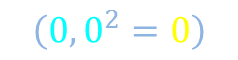 (0, 0² = 0)